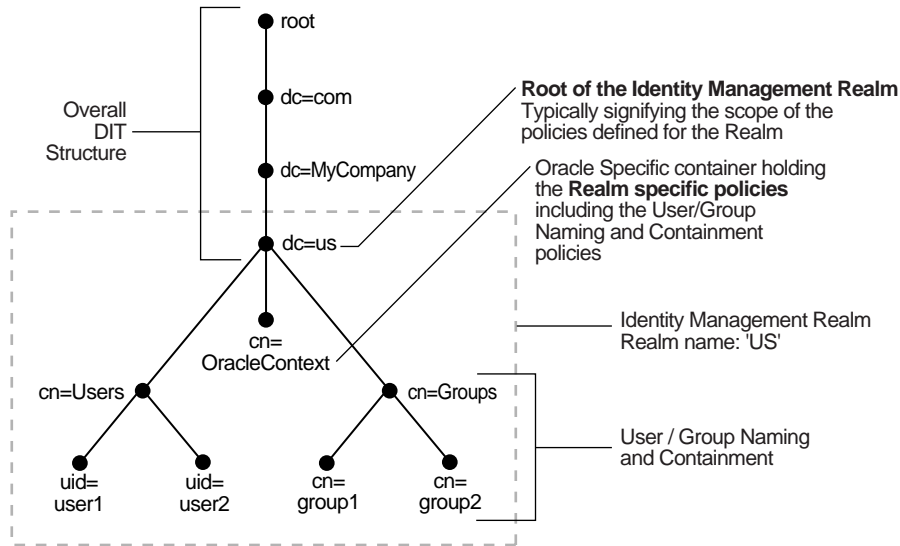 root
dc=com
Overall
DIT
Structure
Root of the Identity Management Realm
Typically signifying the scope of the
policies defined for the Realm
dc=MyCompany
Oracle Specific container holding
the Realm specific policies
including the User/Group
Naming and Containment
policies
dc=us
cn=
OracleContext
Identity Management Realm
Realm name: 'US'
cn=Users
cn=Groups
User / Group Naming
and Containment
uid=
user1
uid=
user2
cn=
group1
cn=
group2